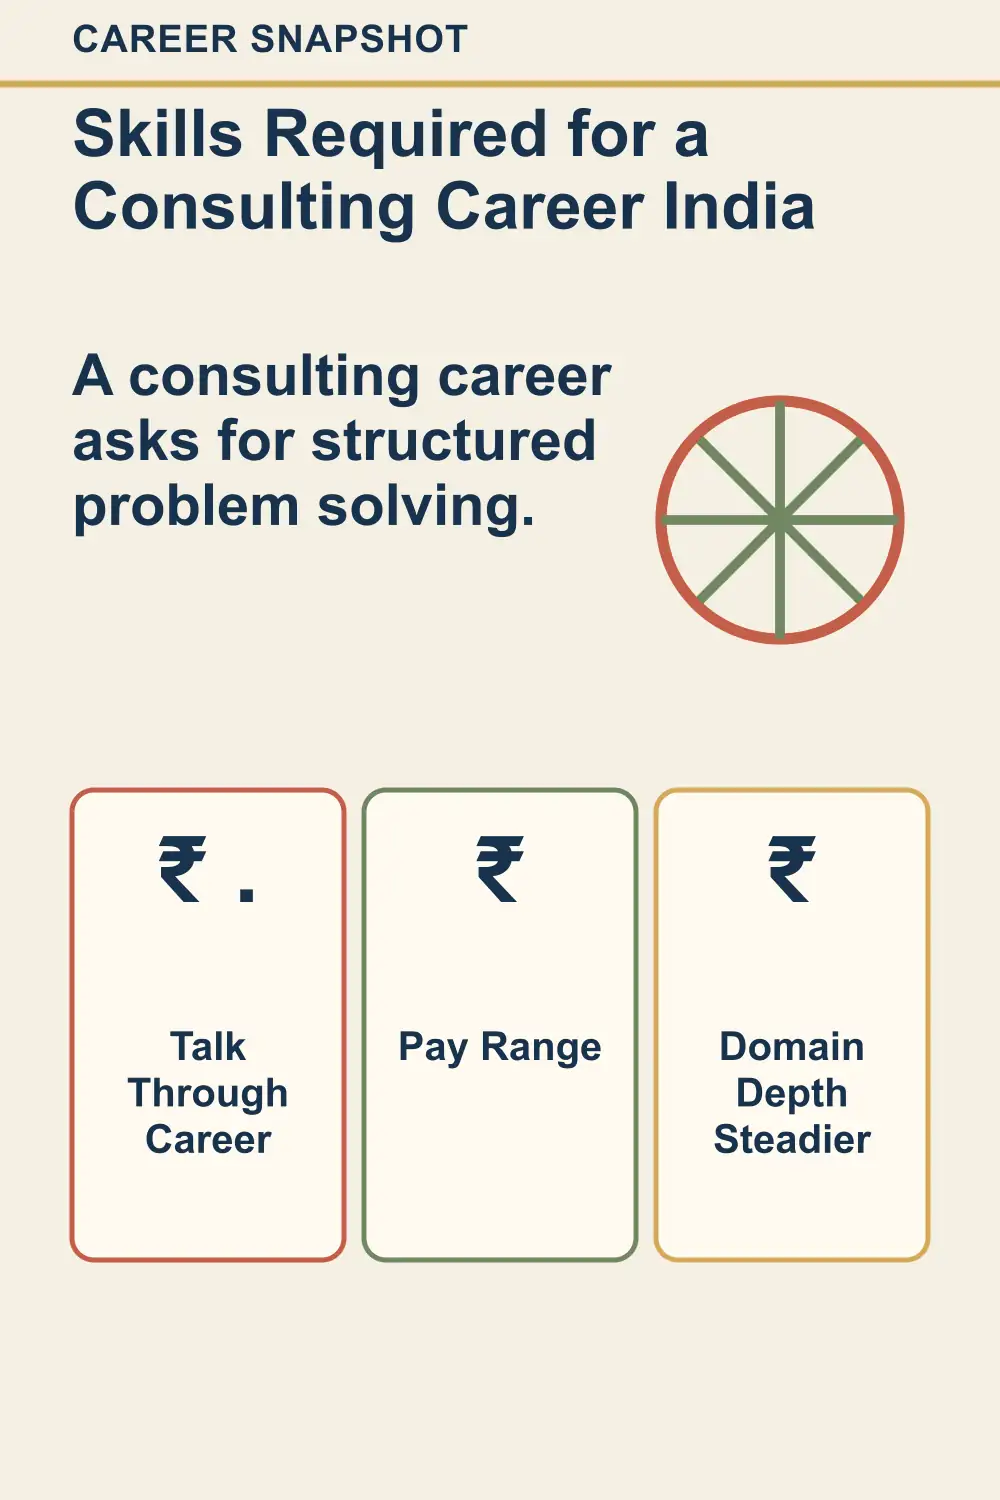 CAREER SNAPSHOT
Skills Required for a
Consulting Career India
A consulting career
asks for structured
problem solving.
₹ .
Talk
Through
Career
₹
Pay Range
₹
Domain
Depth
Steadier